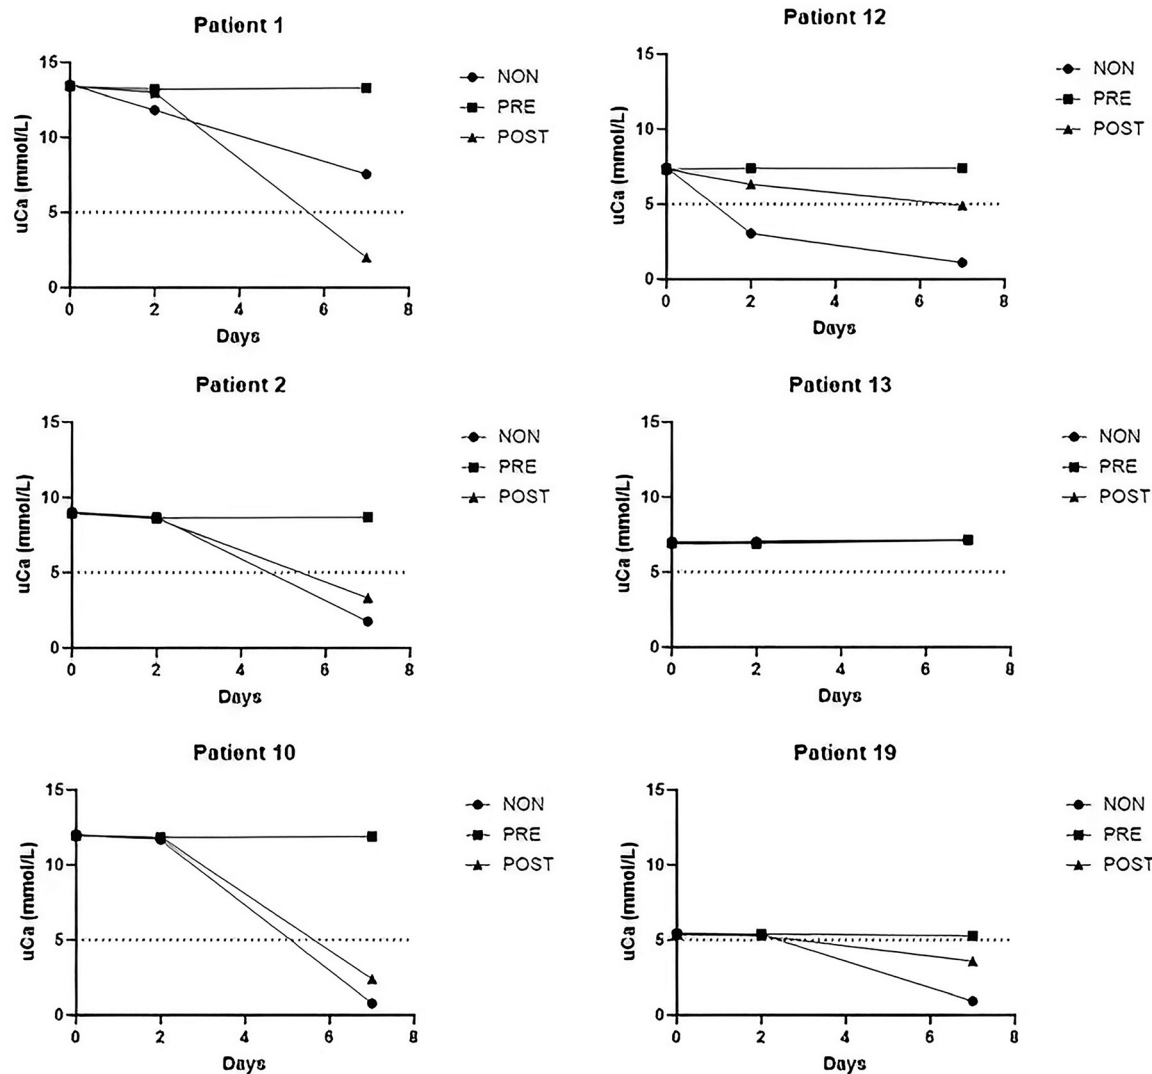 Patient 1
15
10
5
0
uCa (mmol/L)
0 2 4 6 8
Days
NON
PRE
POST
Patient 12
15
10
5
0
uCa (mmol/L)
0 2 4 6 8
Days
NON
PRE
POST
Patient 2
15
10
5
0
uCa (mmol/L)
0 2 4 6 8
Days
NON
PRE
POST
Patient 13
15
10
5
0
uCa (mmol/L)
0 2 4 6 8
Days
NON
PRE
POST
Patient 10
15
10
5
0
uCa (mmol/L)
0 2 4 6 8
Days
NON
PRE
POST
Patient 19
15
10
5
0
uCa (mmol/L)
0 2 4 6 8
Days
NON
PRE
POST